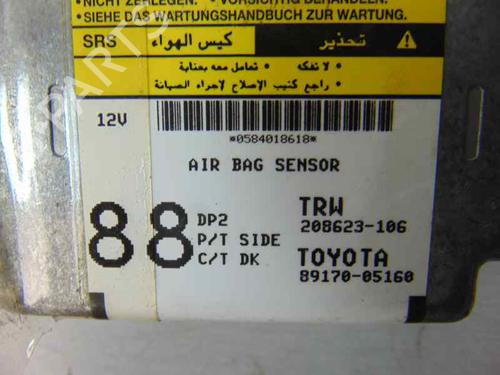 NICHT ZERLEGEN. • VORSICHTIG BEHANDELN.
• SIEHE DAS WARTUNGSHANDBUCH ZUR WARTUNG.
SRS كيس الهواء تحذير
• لا تفكه • تعامل معه بعناية
• راجع كتيب الإصلاح لإجراء الصيانة
12V
*0584018618*
AIR BAG SENSOR
88 DP2 TRW
P/T SIDE 208623-106
C/T DK TOYOTA
89170-05160